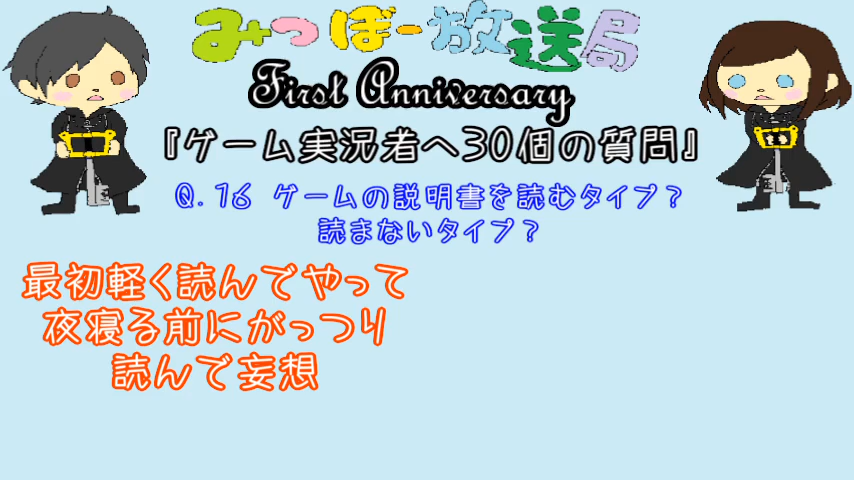 みつぼー放送局
First Anniversary
『ゲーム実況者へ30個の質問』
Q.16 ゲームの説明書を読むタイプ?
読まないタイプ?
最初軽く読んでやって
夜寝る前にがっつり
読んで妄想